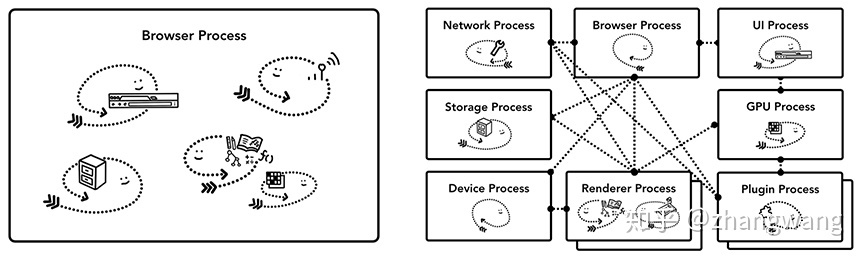 Browser Process
f()
Network Process
Browser Process
UI Process
Storage Process
GPU Process
Device Process
Renderer Process
Plugin Process
知乎 @zhangwang